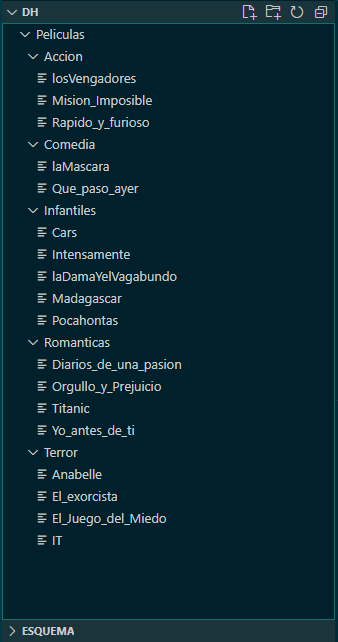 DH
Peliculas
Accion
losVengadores
Mision_Imposible
Rapido_y_furioso
Comedia
laMascara
Que_paso_ayer
Infantiles
Cars
Intensamente
laDamaYelVagabundo
Madagascar
Pocahontas
Romanticas
Diarios_de_una_pasion
Orgullo_y_Prejuicio
Titanic
Yo_antes_de_ti
Terror
Anabelle
El_exorcista
El_Juego_del_Miedo
IT
ESQUEMA